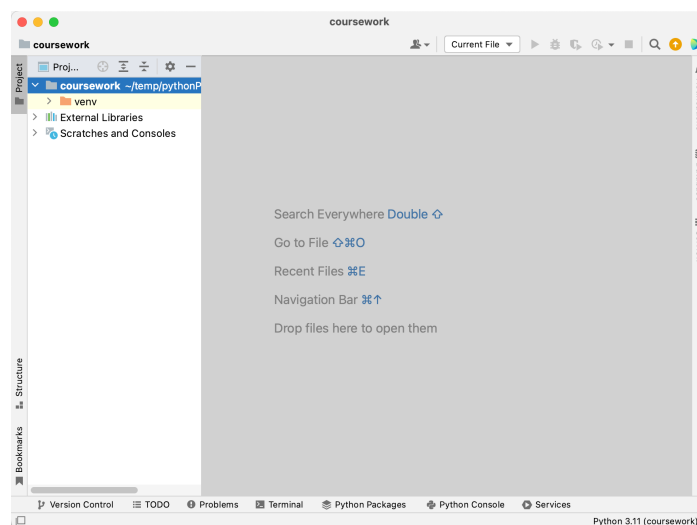 coursework
coursework
Current File
Project
Proj...
coursework ~/temp/pythonP
venv
External Libraries
Scratches and Consoles
Search Everywhere Double ⇧
Go to File ⇧⌘O
Recent Files ⌘E
Navigation Bar ⌘↑
Drop files here to open them
Structure
Bookmarks
Version Control TODO Problems Terminal Python Packages Python Console Services
Python 3.11 (coursework)